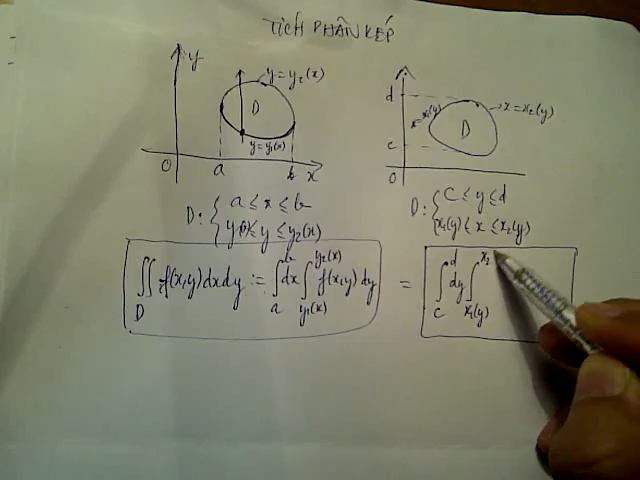 TÍCH PHÂN KÉP
y
y = y₂(x)
D
y = y₁(x)
O a b x
d
x = x₁(y)
x = x₂(y)
D
c
O
D: { a ≤ x ≤ b
y₁(x) ≤ y ≤ y₂(x)
D: { c ≤ y ≤ d
x₁(y) ≤ x ≤ x₂(y)
∬_D f(x,y)dxdy := ∫_a^b dx ∫_{y₁(x)}^{y₂(x)} f(x,y) dy = ∫_c^d dy ∫_{x₁(y)}^{x₂}